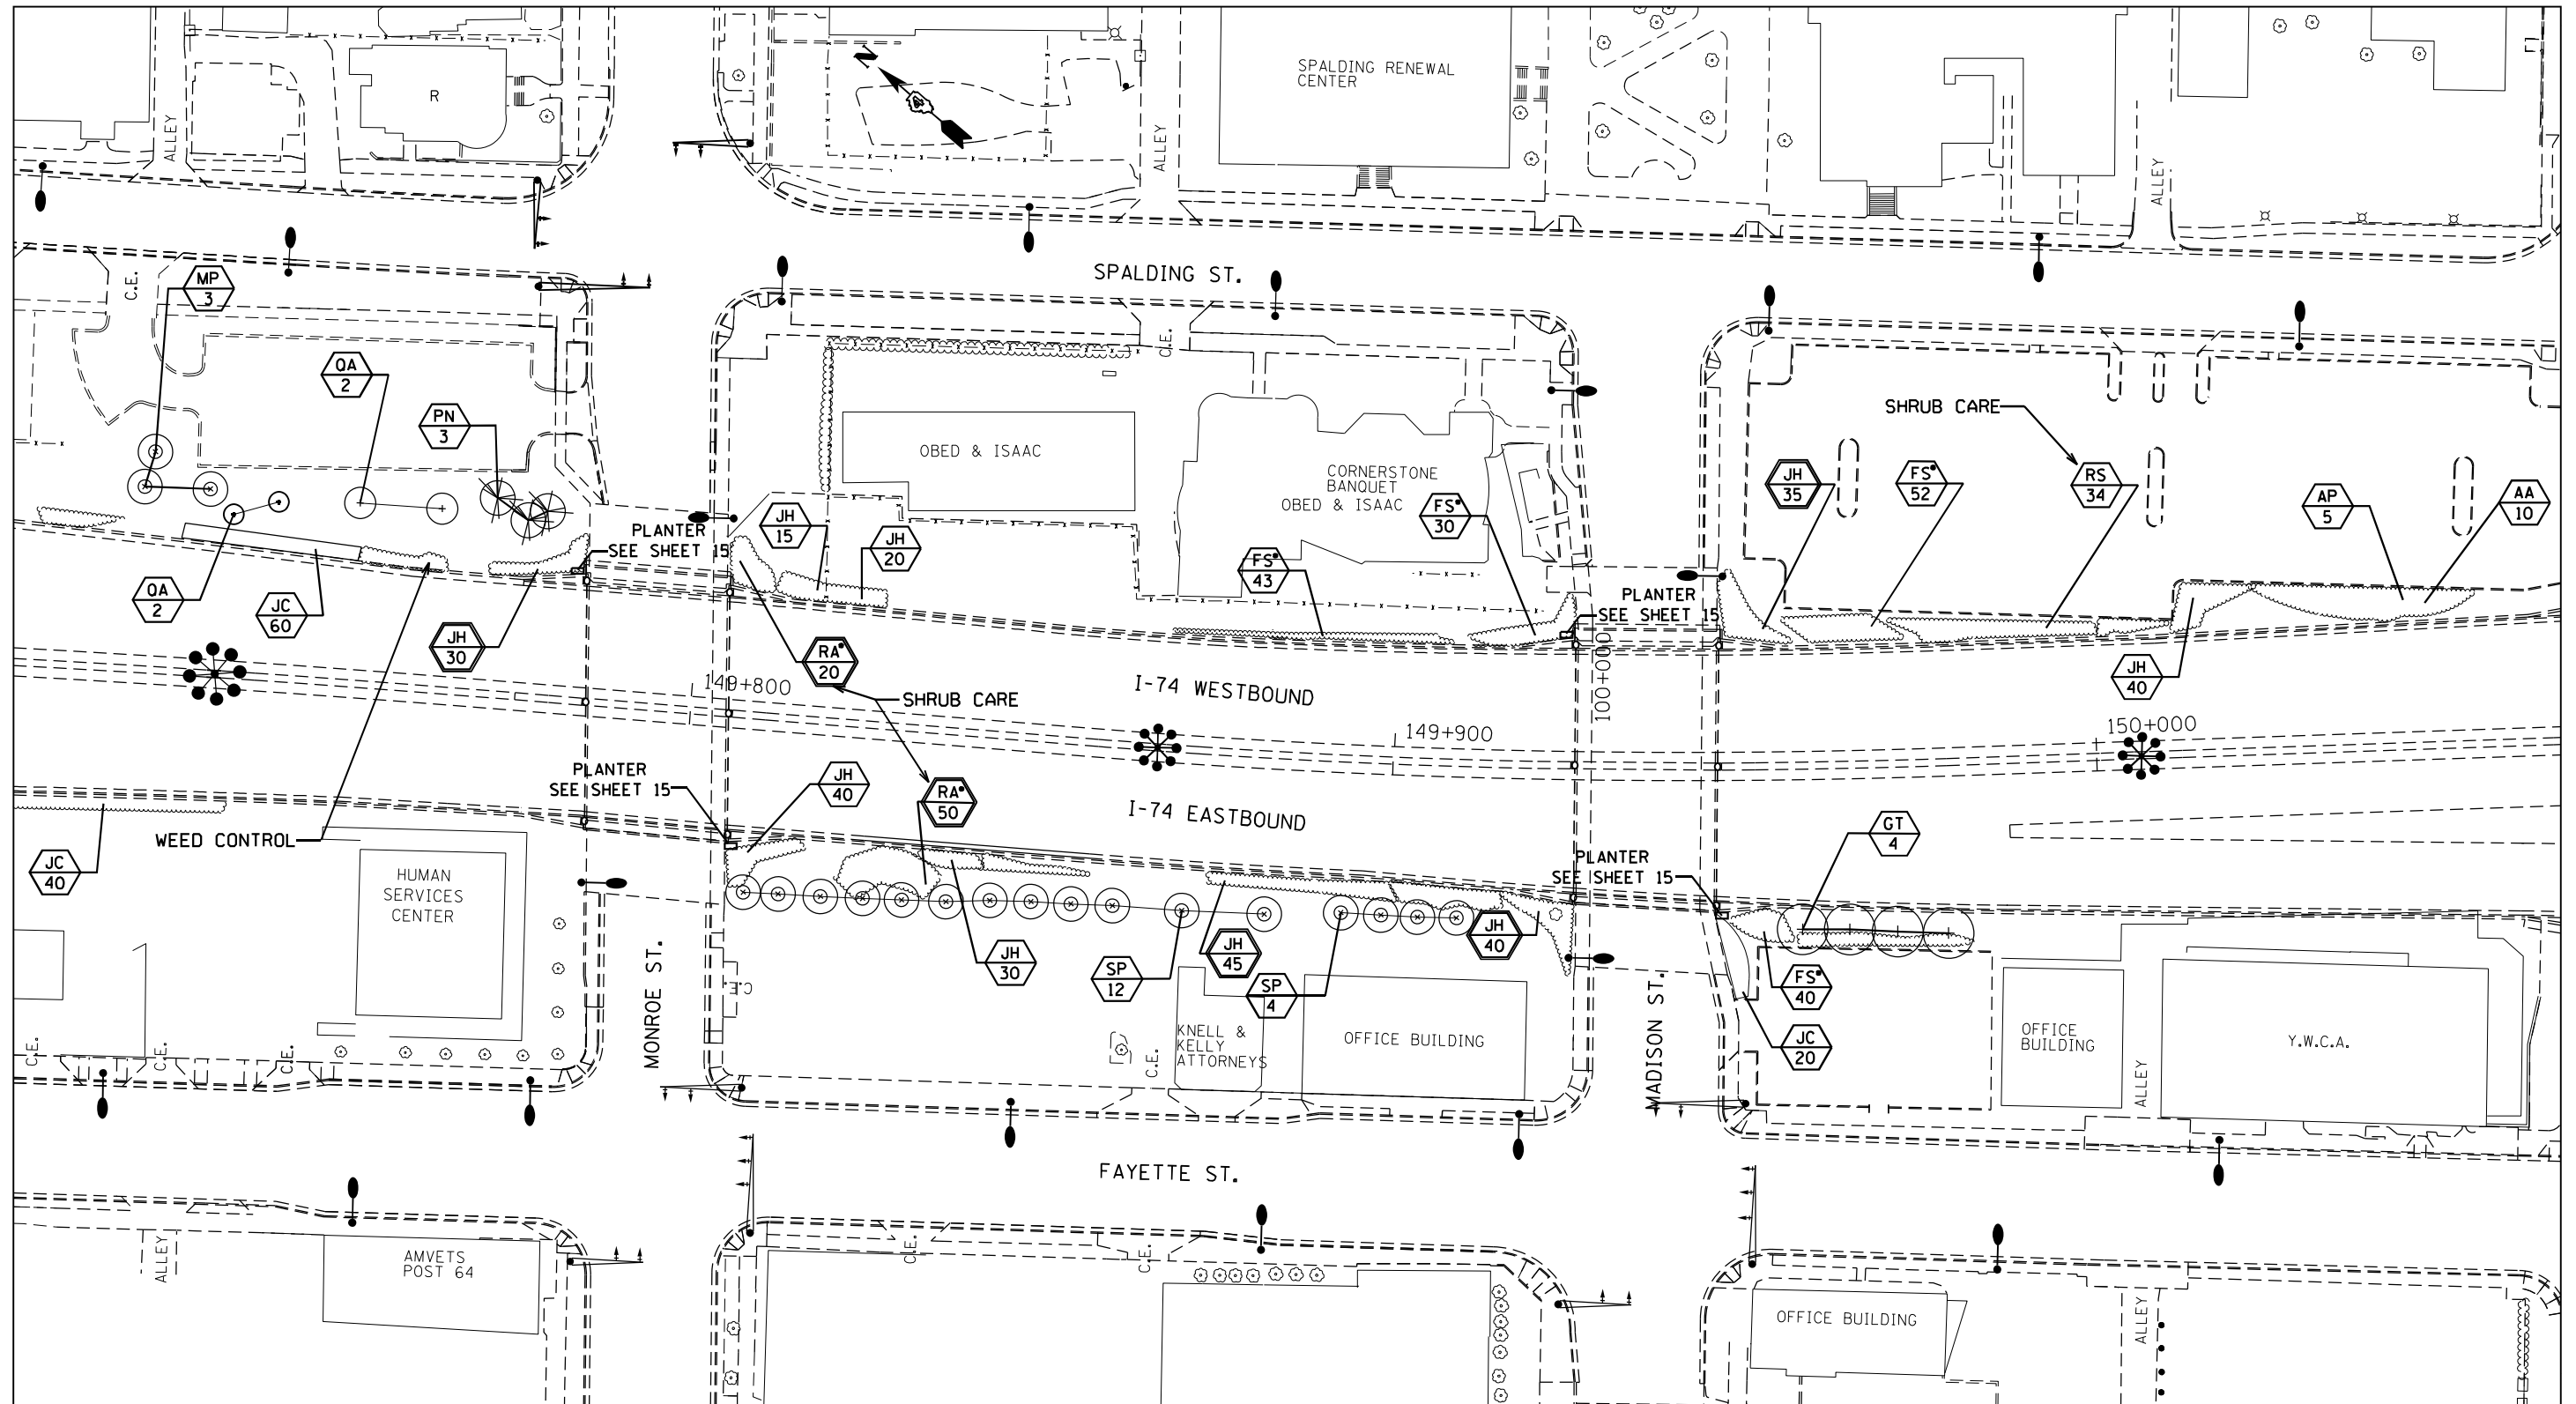 R
ALLEY
N
ALLEY
SPALDING RENEWAL
CENTER
ALLEY
C.E.
SPALDING ST.
C.E.
MP
3
QA
2
PN
3
OBED & ISAAC
CORNERSTONE
BANQUET
OBED & ISAAC
SHRUB CARE
JH
35
FS*
52
RS
34
AP
5
AA
10
PLANTER
SEE SHEET 15
JH
15
JH
20
FS*
30
FS*
43
PLANTER
SEE SHEET 15
QA
2
JC
60
JH
30
RA*
20
SHRUB CARE
JH
40
149+800
I-74 WESTBOUND
149+900
100+000
150+000
PLANTER
SEE SHEET 15
JH
40
RA*
50
I-74 EASTBOUND
GT
4
WEED CONTROL
JC
40
HUMAN
SERVICES
CENTER
PLANTER
SEE SHEET 15
JH
30
SP
12
JH
45
SP
4
JH
40
FS*
40
JC
20
C.E.
MONROE ST.
MADISON ST.
KNELL &
KELLY
ATTORNEYS
OFFICE BUILDING
OFFICE
BUILDING
Y.W.C.A.
C.E.
C.E.
C.E.
C.E.
ALLEY
FAYETTE ST.
ALLEY
AMVETS
POST 64
C.E.
C.E.
OFFICE BUILDING
ALLEY